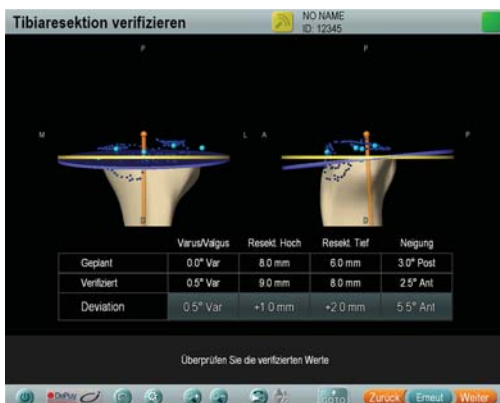 Tibiaresektion verifizieren
NO NAME
ID: 12345
P P
M L A P
D D
Varus/Valgus Resekt. Hoch Resekt. Tief Neigung
Geplant 0.0° Var 8.0 mm 6.0 mm 3.0° Post
Verifiziert 0.5° Var 9.0 mm 8.0 mm 2.5° Ant
Deviation 0.5° Var +1.0 mm +2.0 mm 5.5° Ant
Überprüfen Sie die verifizierten Werte
DePuy GOTO Zurück Erneut Weiter